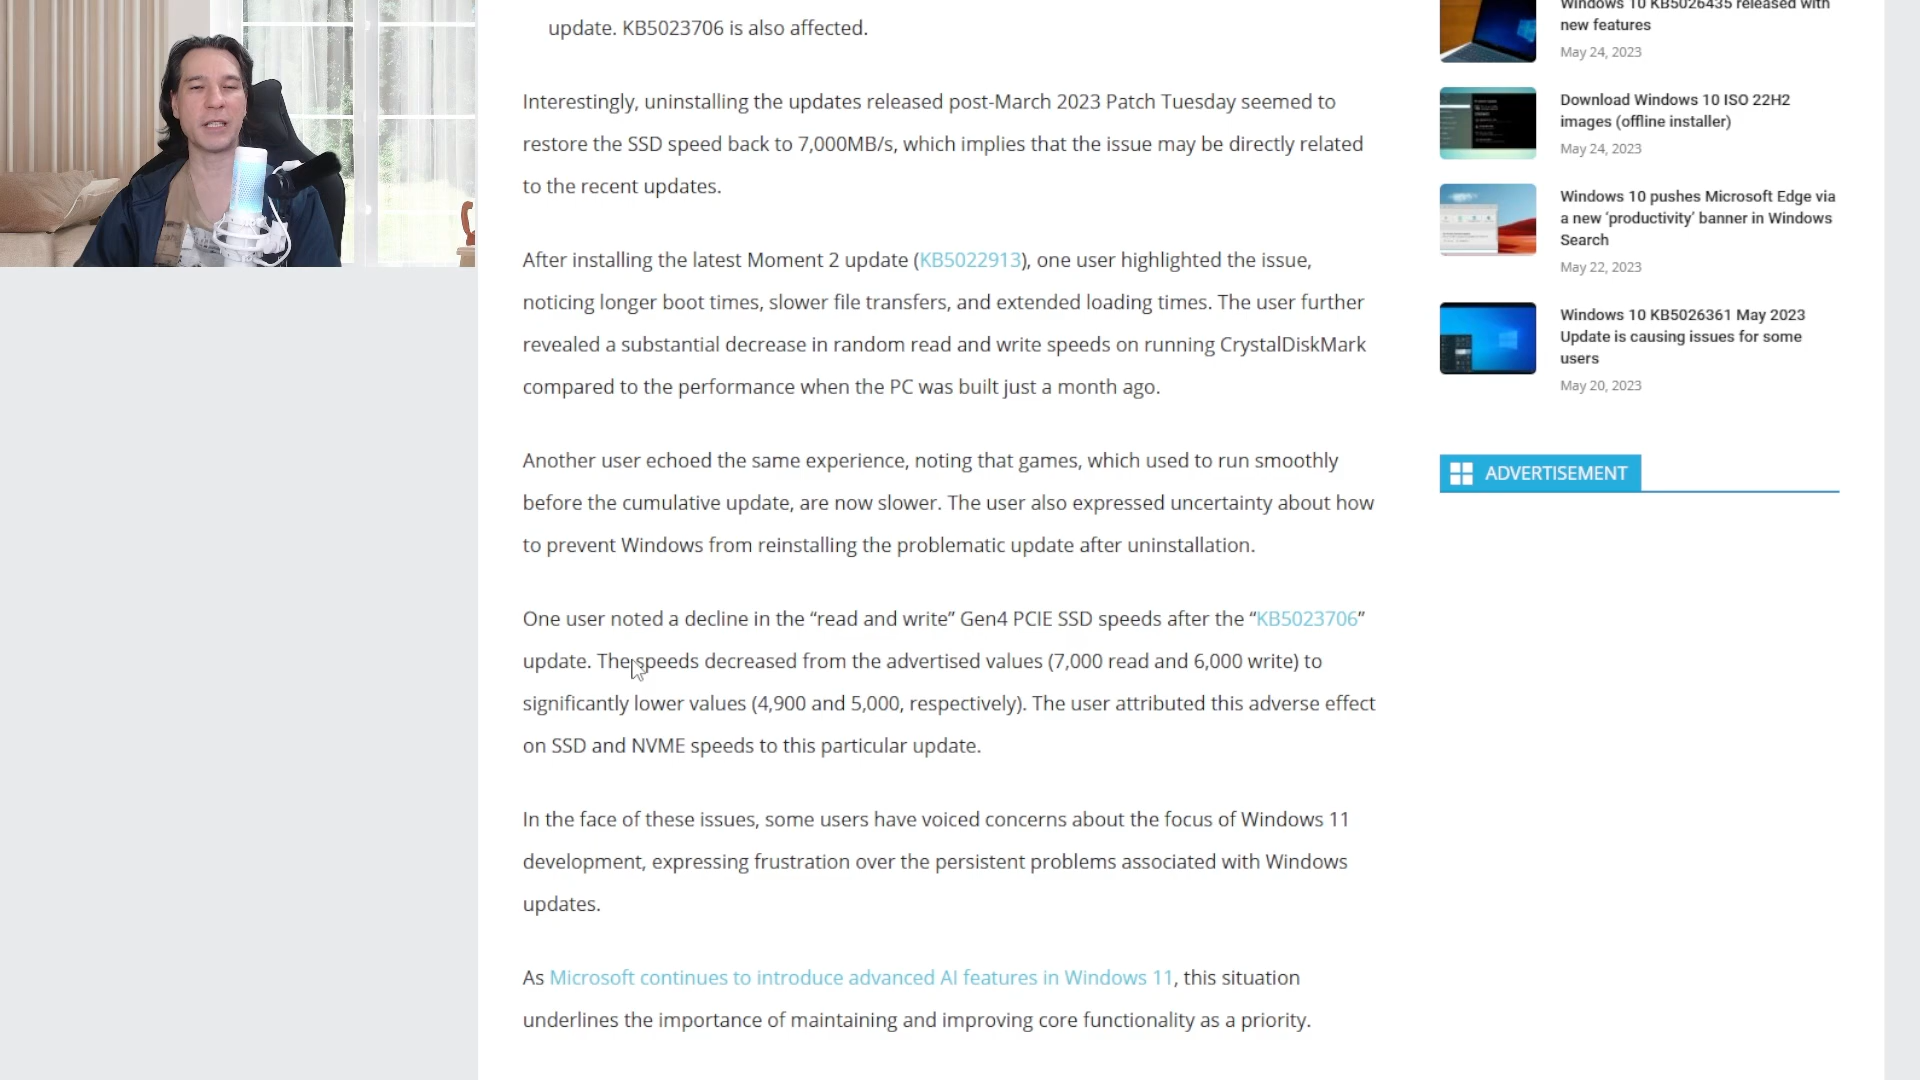 update. KB5023706 is also affected.
Interestingly, uninstalling the updates released post-March 2023 Patch Tuesday seemed to
restore the SSD speed back to 7,000MB/s, which implies that the issue may be directly related
to the recent updates.
After installing the latest Moment 2 update (KB5022913), one user highlighted the issue,
noticing longer boot times, slower file transfers, and extended loading times. The user further
revealed a substantial decrease in random read and write speeds on running CrystalDiskMark
compared to the performance when the PC was built just a month ago.
Another user echoed the same experience, noting that games, which used to run smoothly
before the cumulative update, are now slower. The user also expressed uncertainty about how
to prevent Windows from reinstalling the problematic update after uninstallation.
One user noted a decline in the “read and write” Gen4 PCIE SSD speeds after the “KB5023706”
update. The speeds decreased from the advertised values (7,000 read and 6,000 write) to
significantly lower values (4,900 and 5,000, respectively). The user attributed this adverse effect
on SSD and NVME speeds to this particular update.
In the face of these issues, some users have voiced concerns about the focus of Windows 11
development, expressing frustration over the persistent problems associated with Windows
updates.
As Microsoft continues to introduce advanced AI features in Windows 11, this situation
underlines the importance of maintaining and improving core functionality as a priority.
Windows 10 KB5026435 released with
new features
May 24, 2023
Download Windows 10 ISO 22H2
images (offline installer)
May 24, 2023
Windows 10 pushes Microsoft Edge via
a new ‘productivity’ banner in Windows
Search
May 22, 2023
Windows 10 KB5026361 May 2023
Update is causing issues for some
users
May 20, 2023
ADVERTISEMENT